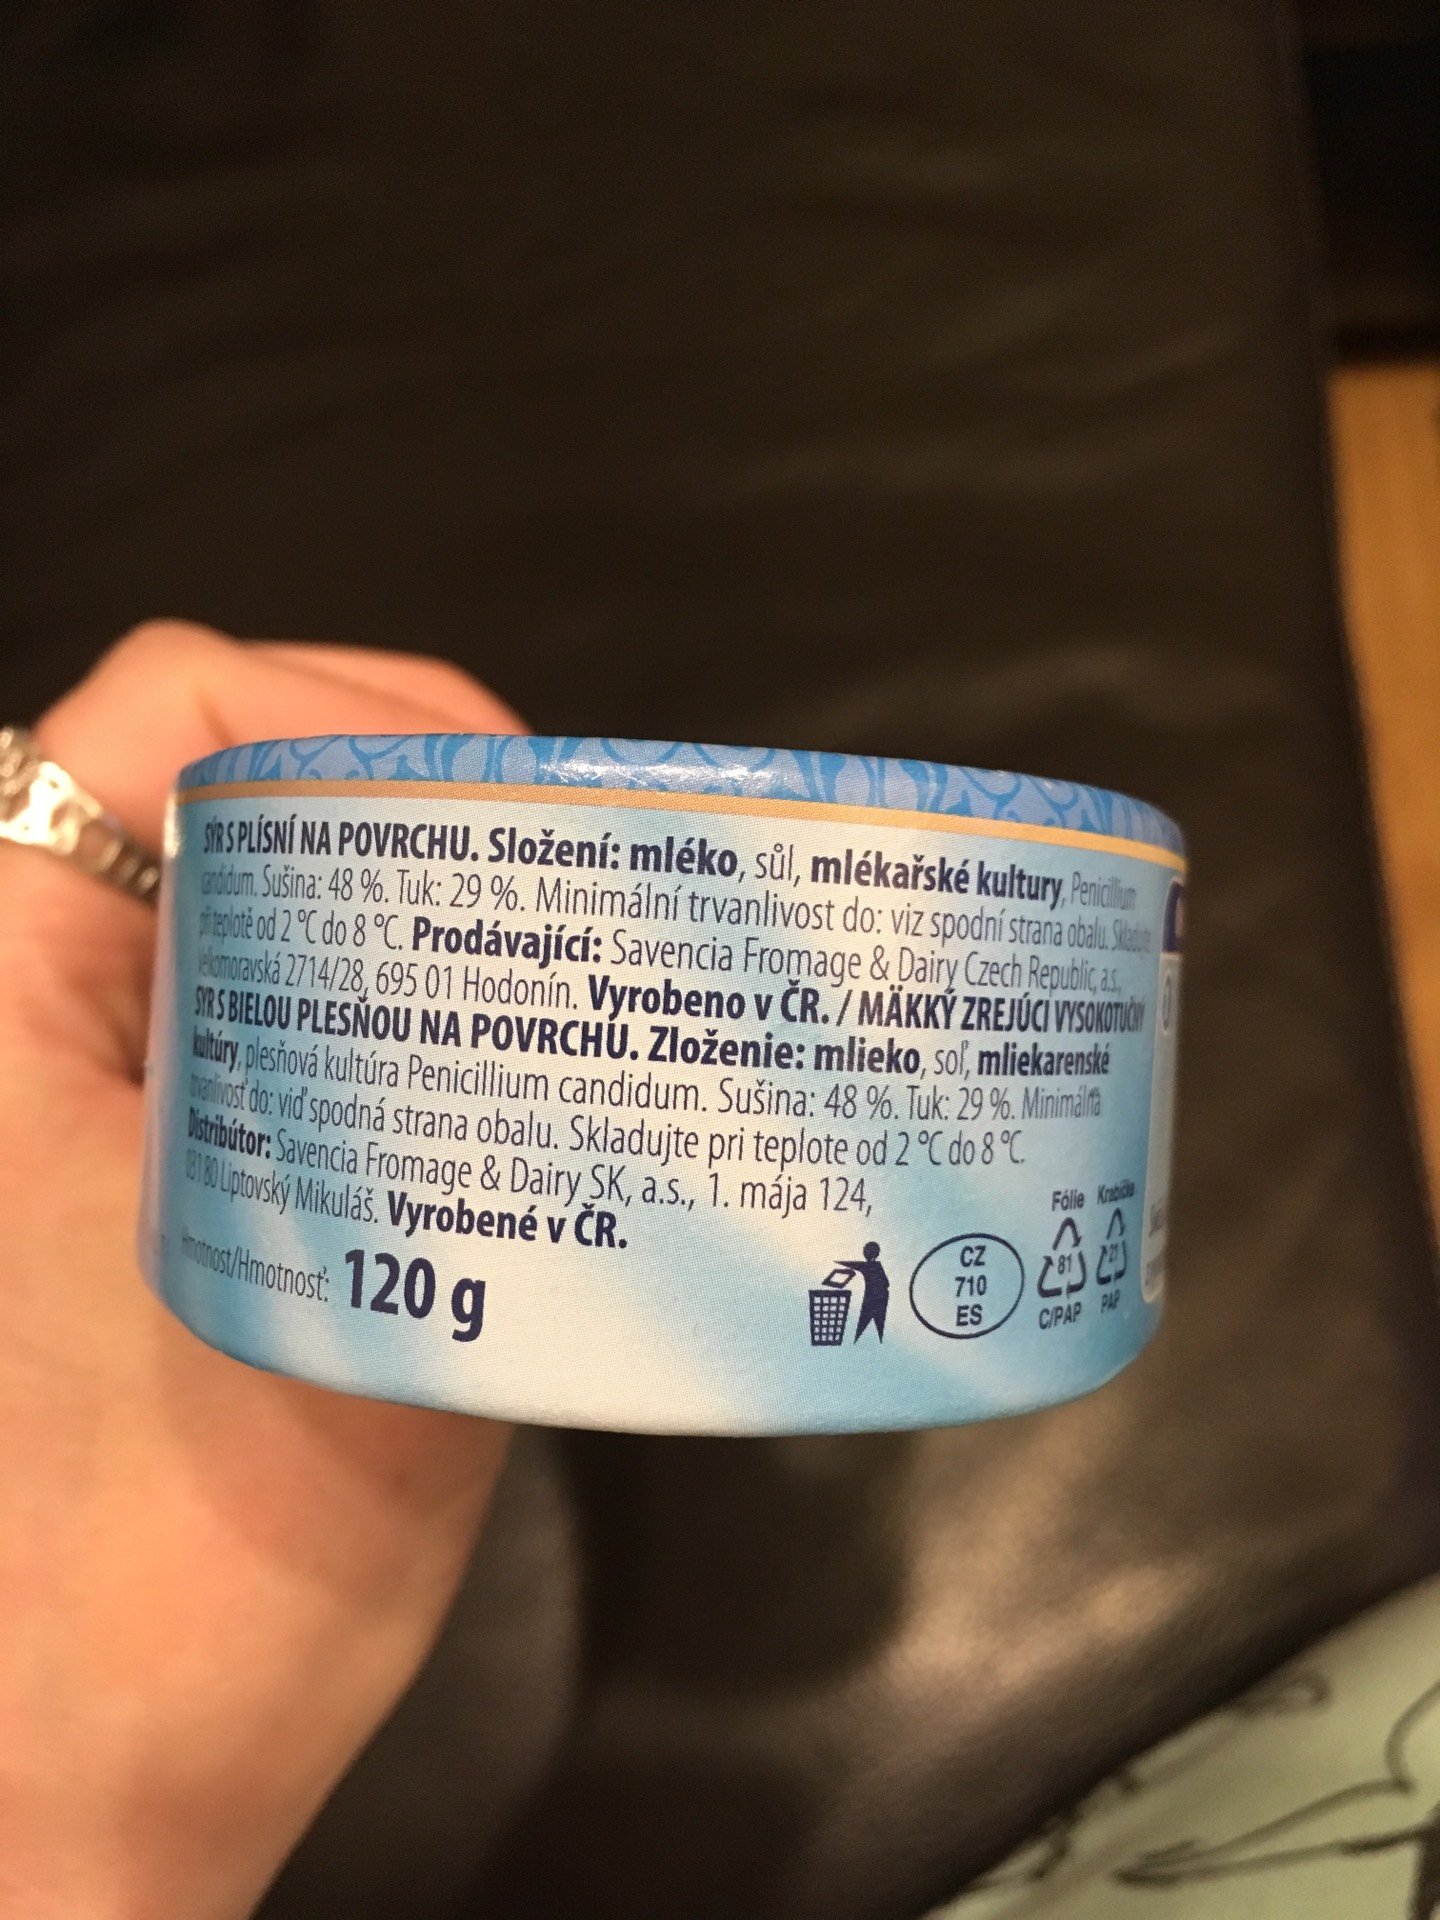 SÝR S PLÍSNÍ NA POVRCHU. Složení: mléko, sůl, mlékařské kultury, Penicillium
candidum. Sušina: 48 %. Tuk: 29 %. Minimální trvanlivost do: viz spodní strana obalu. Skladujte
při teplotě od 2 °C do 8 °C. Prodávající: Savencia Fromage & Dairy Czech Republic, a.s.,
Velkomoravská 2714/28, 695 01 Hodonín. Vyrobeno v ČR. / MÄKKÝ ZREJÚCI VYSOKOTUČNÝ
SYR S BIELOU PLESŇOU NA POVRCHU. Zloženie: mlieko, soľ, mliekarenské
kultúry, plesňová kultúra Penicillium candidum. Sušina: 48 %. Tuk: 29 %. Minimálna
trvanlivosť do: viď spodná strana obalu. Skladujte pri teplote od 2 °C do 8 °C.
Distribútor: Savencia Fromage & Dairy SK, a.s., 1. mája 124,
031 80 Liptovský Mikuláš. Vyrobené v ČR.
Hmotnost/Hmotnosť: 120 g
CZ
710
ES
Fólie Krabička
81 21
C/PAP PAP